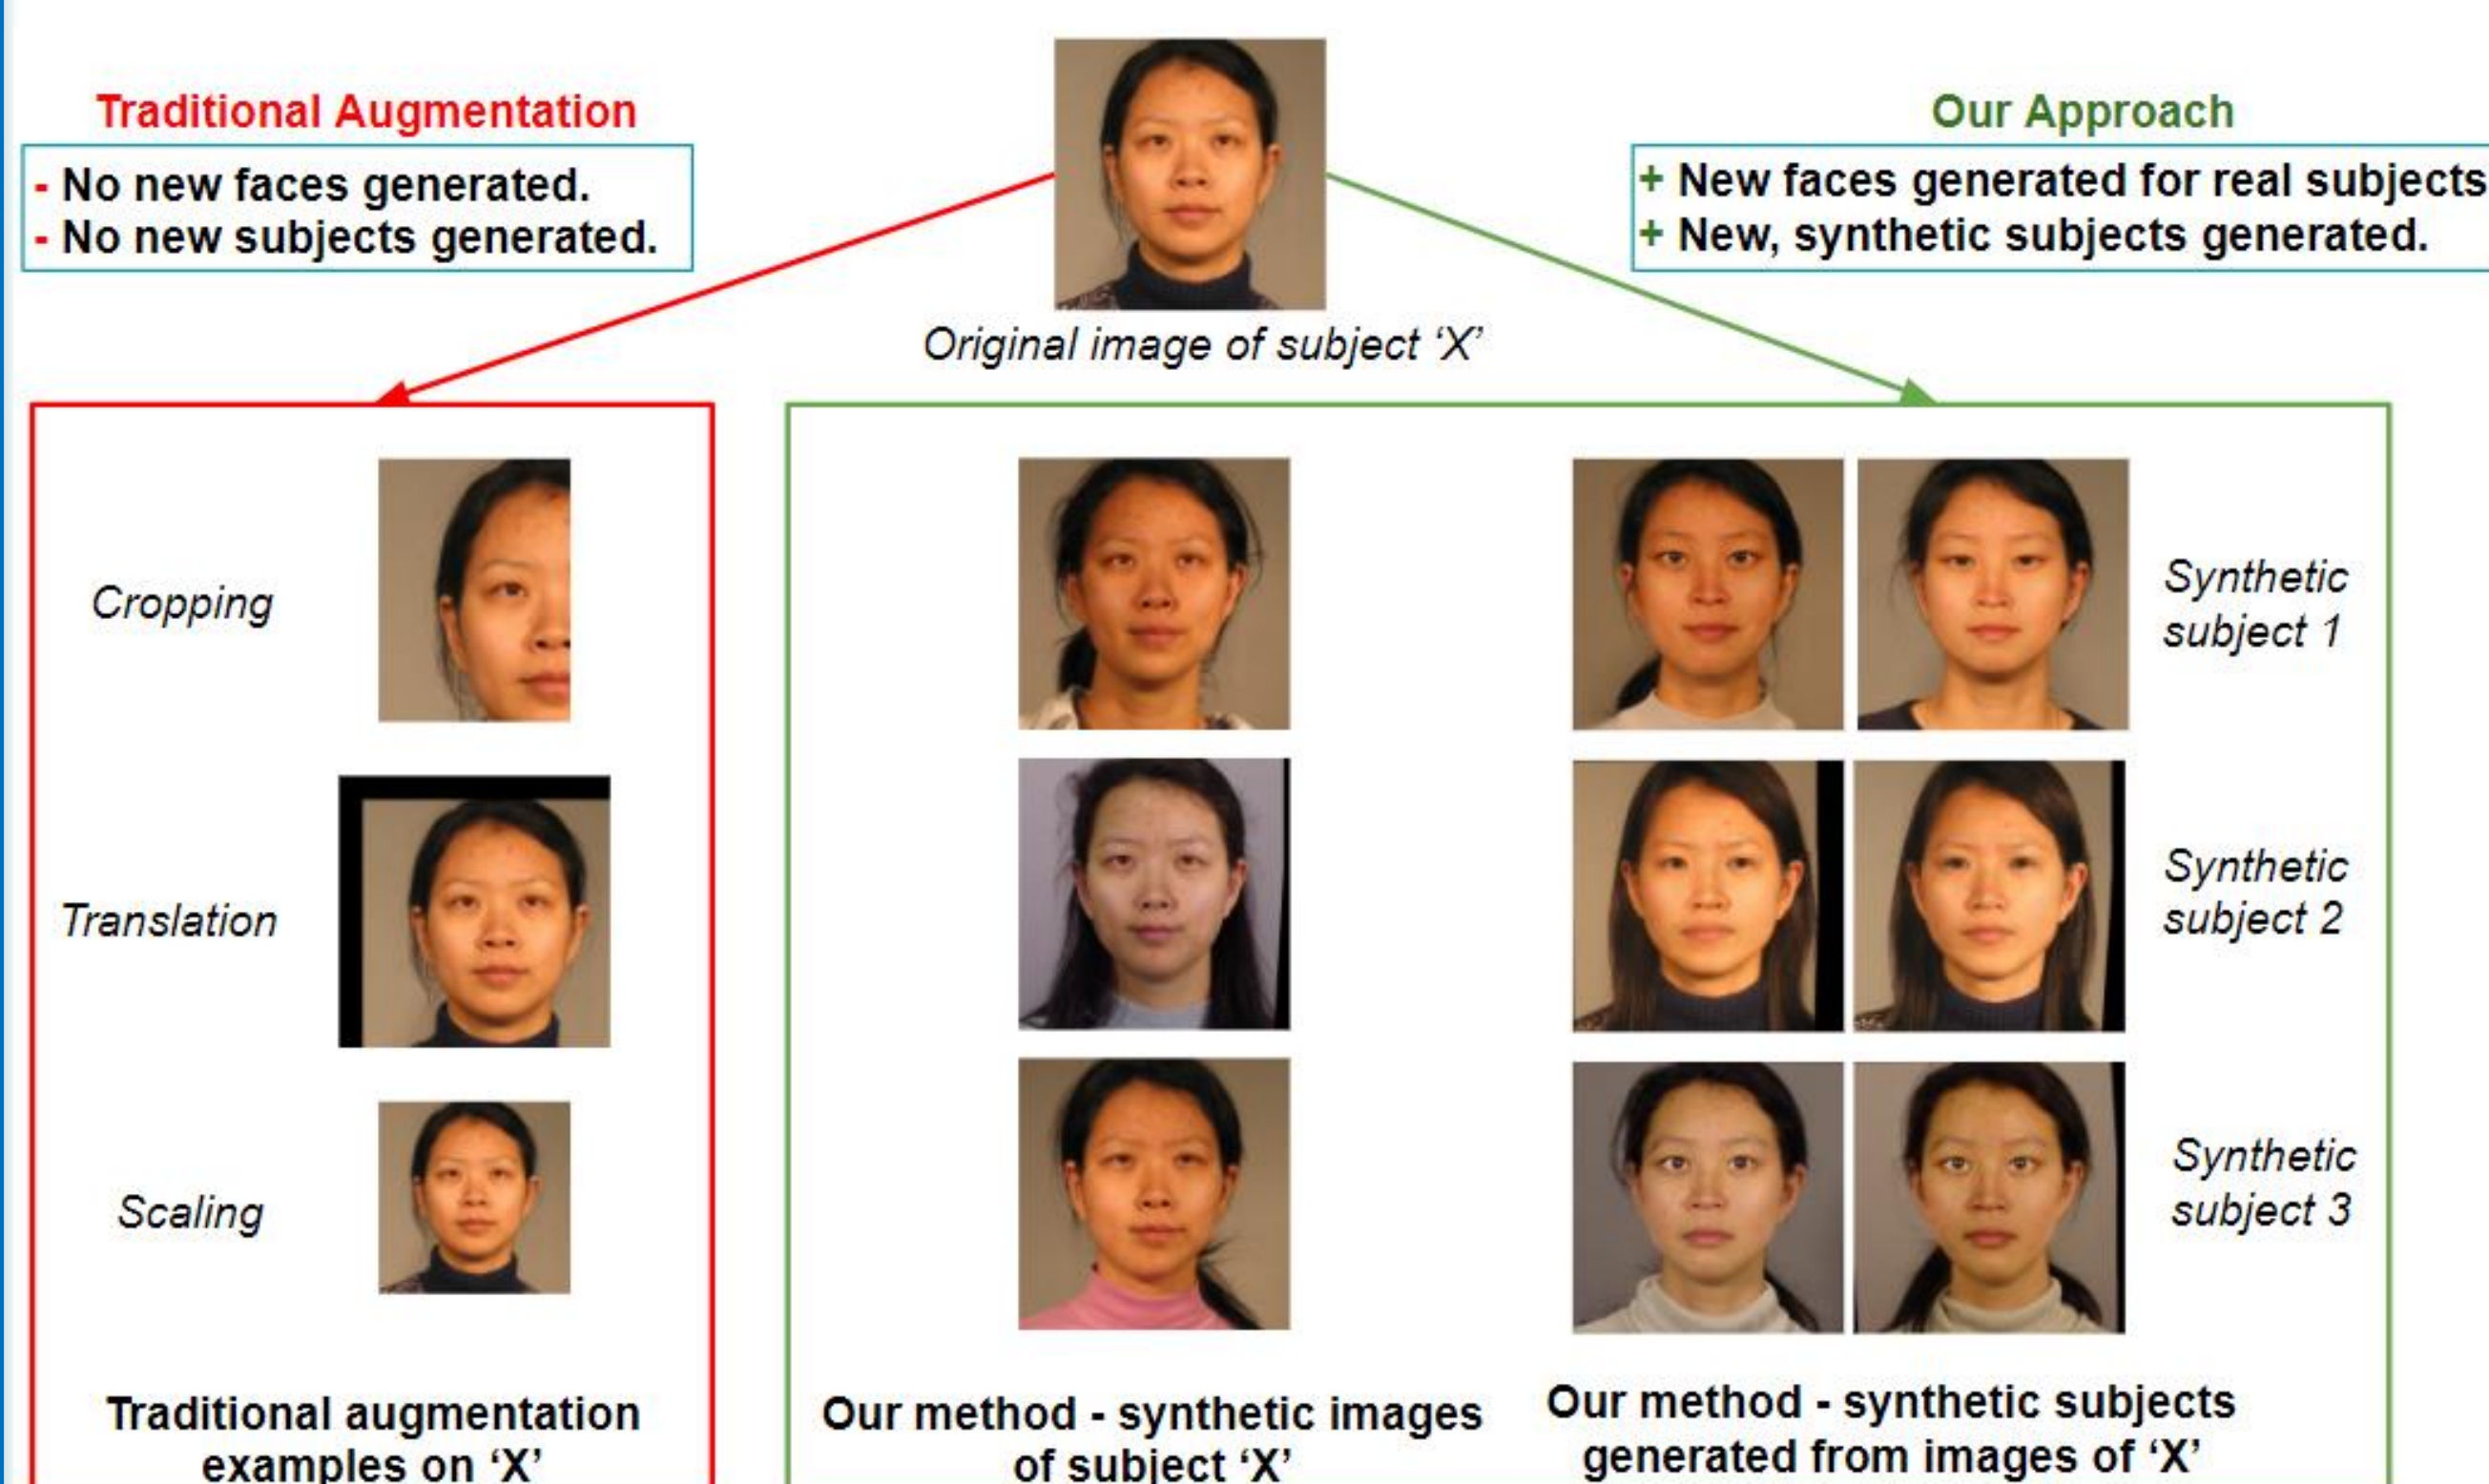 Traditional Augmentation
- No new faces generated.
- No new subjects generated.
Original image of subject ‘X’
Our Approach
+ New faces generated for real subjects
+ New, synthetic subjects generated.
Cropping
Translation
Scaling
Traditional augmentation
examples on ‘X’
Our method - synthetic images
of subject ‘X’
Synthetic
subject 1
Synthetic
subject 2
Synthetic
subject 3
Our method - synthetic subjects
generated from images of ‘X’